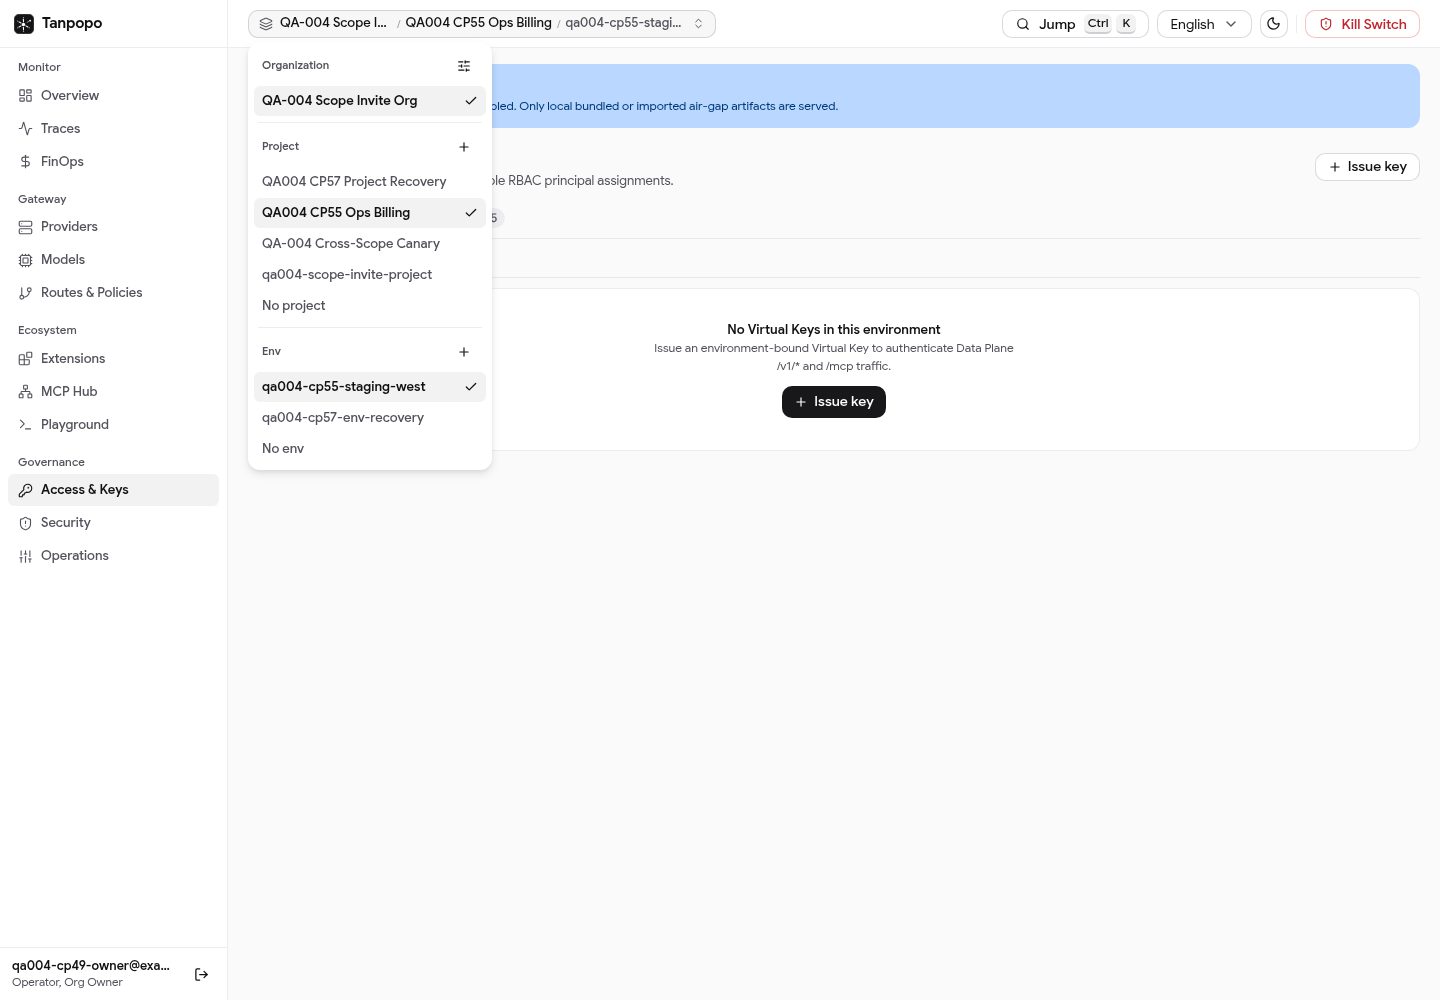 Tanpopo
QA-004 Scope I... / QA004 CP55 Ops Billing / qa004-cp55-stagi...
Jump Ctrl K
English
Kill Switch
Monitor
Overview
Traces
FinOps
Gateway
Providers
Models
Routes & Policies
Ecosystem
Extensions
MCP Hub
Playground
Governance
Access & Keys
Security
Operations
qa004-cp49-owner@exa...
Operator, Org Owner
Organization
QA-004 Scope Invite Org
Project
QA004 CP57 Project Recovery
QA004 CP55 Ops Billing
QA-004 Cross-Scope Canary
qa004-scope-invite-project
No project
Env
qa004-cp55-staging-west
qa004-cp57-env-recovery
No env
Only local bundled or imported air-gap artifacts are served.
RBAC principal assignments.
Issue key
No Virtual Keys in this environment
Issue an environment-bound Virtual Key to authenticate Data Plane
/v1/* and /mcp traffic.
Issue key